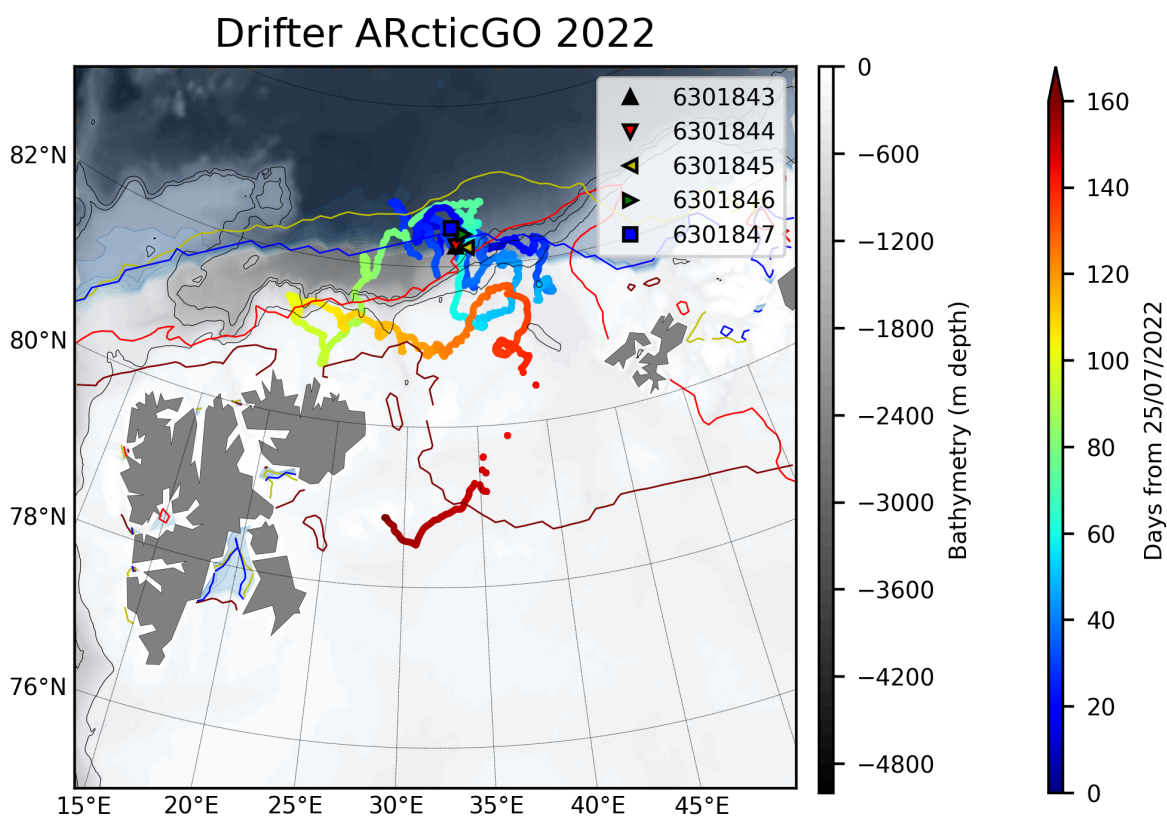 Drifter ARcticGO 2022
6301843
6301844
6301845
6301846
6301847
82°N
80°N
78°N
76°N
15°E
20°E
25°E
30°E
35°E
40°E
45°E
0
−600
−1200
−1800
−2400
−3000
−3600
−4200
−4800
Bathymetry (m depth)
160
140
120
100
80
60
40
20
0
Days from 25/07/2022